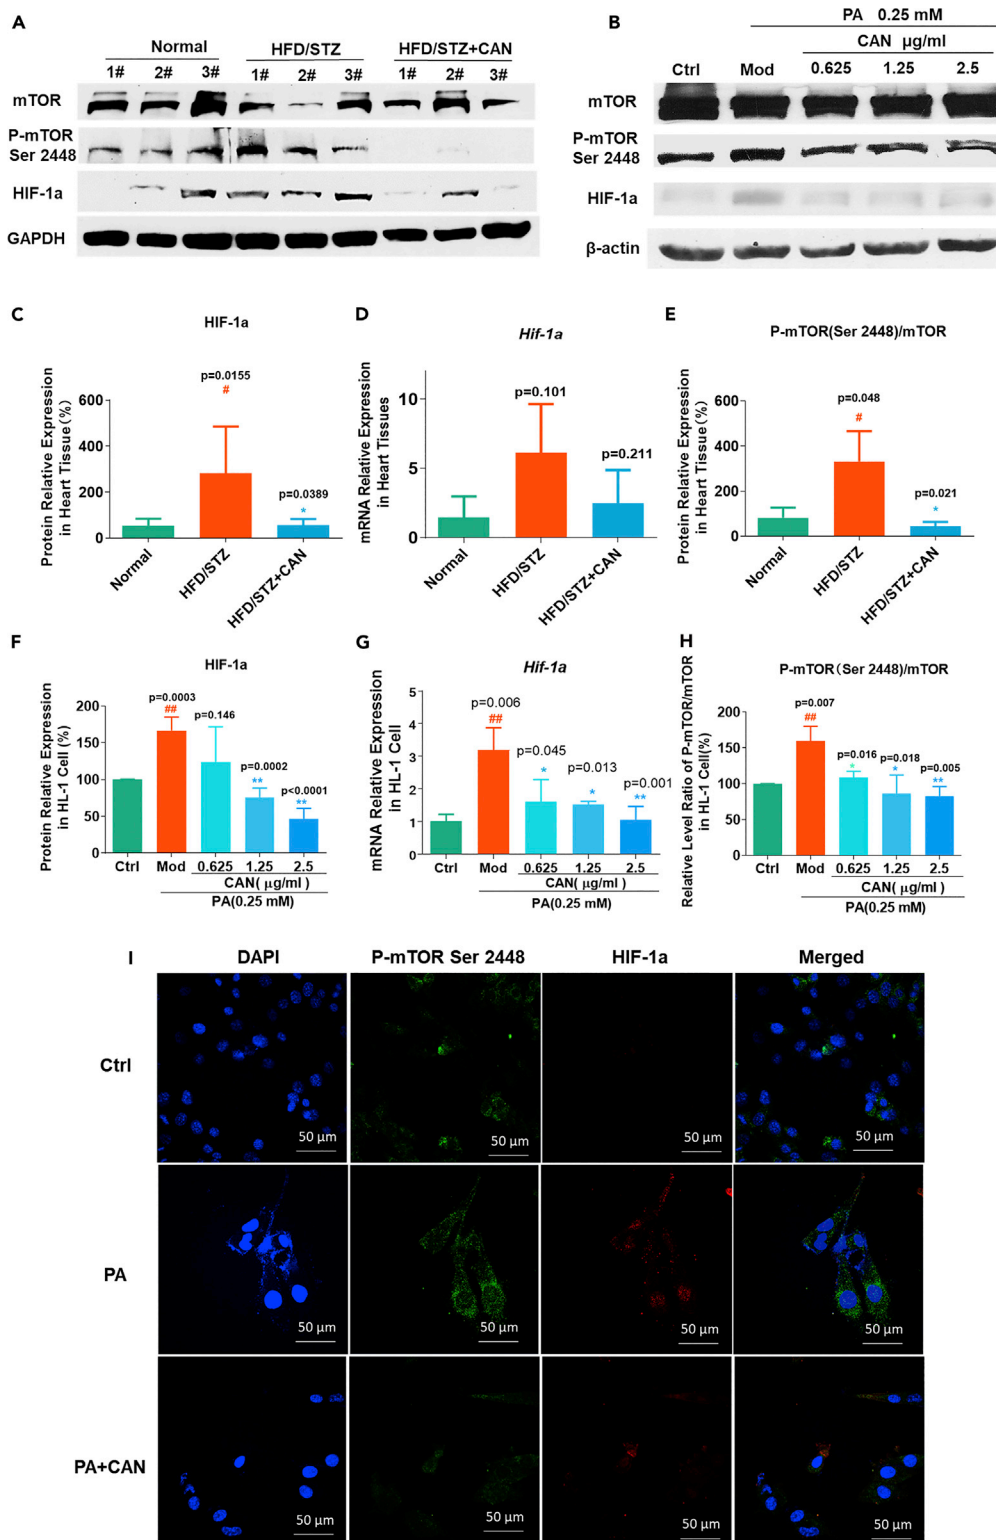 A
Normal HFD/STZ HFD/STZ+CAN
1# 2# 3# 1# 2# 3# 1# 2# 3#
mTOR
P-mTOR
Ser 2448
HIF-1a
GAPDH
B
PA 0.25 mM
CAN μg/ml
Ctrl Mod 0.625 1.25 2.5
mTOR
P-mTOR
Ser 2448
HIF-1a
β-actin
C
HIF-1a
Protein Relative Expression
in Heart Tissue(%)
600
400
200
0
p=0.0155
#
p=0.0389
*
Normal
HFD/STZ
HFD/STZ+CAN
D
Hif-1a
mRNA Relative Expression
in Heart Tissues
10
5
0
p=0.101
p=0.211
Normal
HFD/STZ
HFD/STZ+CAN
E
P-mTOR(Ser 2448)/mTOR
Protein Relative Expression
in Heart Tissue(%)
600
400
200
0
p=0.048
#
p=0.021
*
Normal
HFD/STZ
HFD/STZ+CAN
F
HIF-1a
Protein Relative Expression
in HL-1 Cell (%)
200
150
100
50
0
p=0.0003
##
p=0.146
p=0.0002
**
p<0.0001
**
Ctrl Mod 0.625 1.25 2.5
CAN( μg/ml )
PA(0.25 mM)
G
Hif-1a
mRNA Relative Expression
in HL-1 Cell
5
4
3
2
1
0
p=0.006
##
p=0.045
*
p=0.013
*
p=0.001
**
Ctrl Mod 0.625 1.25 2.5
CAN( μg/ml )
PA(0.25 mM)
H
P-mTOR(Ser 2448)/mTOR
Relative Level Ratio of P-mTOR/mTOR
in HL-1 Cell(%)
200
150
100
50
0
p=0.007
##
p=0.016
*
p=0.018
*
p=0.005
**
Ctrl Mod 0.625 1.25 2.5
CAN( μg/ml )
PA(0.25 mM)
I
DAPI P-mTOR Ser 2448 HIF-1a Merged
Ctrl
50 μm 50 μm 50 μm 50 μm
PA
50 μm 50 μm 50 μm 50 μm
PA+CAN
50 μm 50 μm 50 μm 50 μm